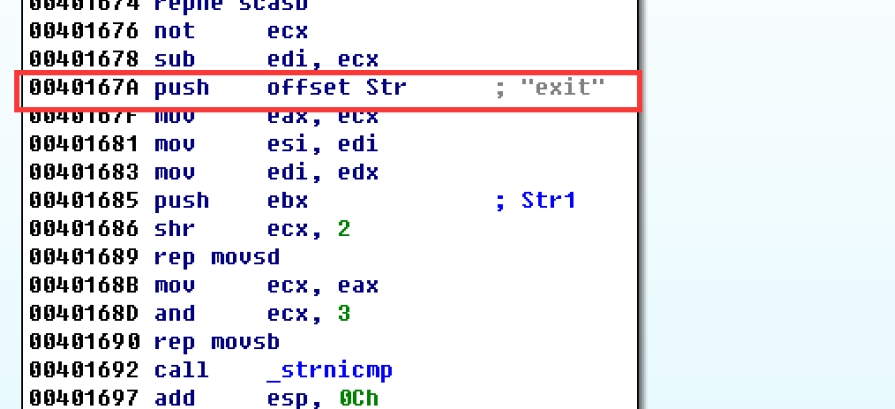 00401674 repne scasb
00401676 not ecx
00401678 sub edi, ecx
0040167A push offset Str ; "exit"
0040167F mov eax, ecx
00401681 mov esi, edi
00401683 mov edi, edx
00401685 push ebx ; Str1
00401686 shr ecx, 2
00401689 rep movsd
0040168B mov ecx, eax
0040168D and ecx, 3
00401690 rep movsb
00401692 call _strnicmp
00401697 add esp, 0Ch